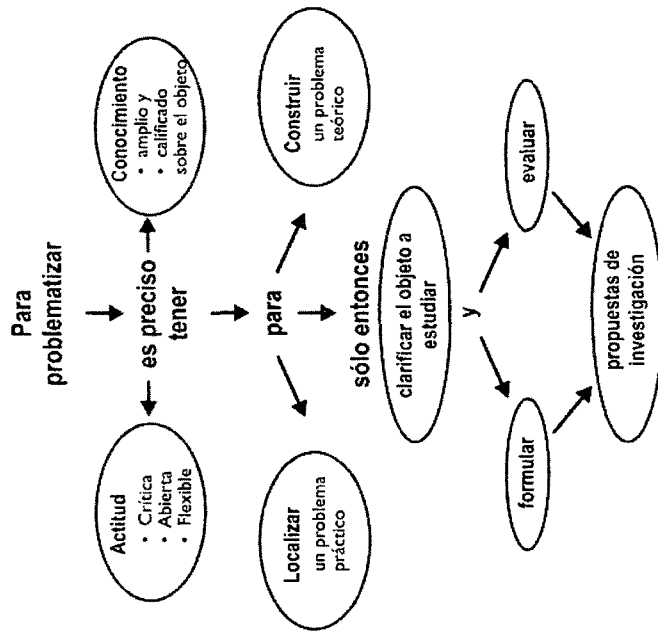 Para
problematizar
Actitud
• Crítica
• Abierta
• Flexible
es preciso
tener
Conocimiento
• amplio y
• calificado
sobre el objeto
para
Localizar
un problema
práctico
Construir
un problema
teórico
sólo entonces
clarificar el objeto a
estudiar
y
formular
evaluar
propuestas de
investigación